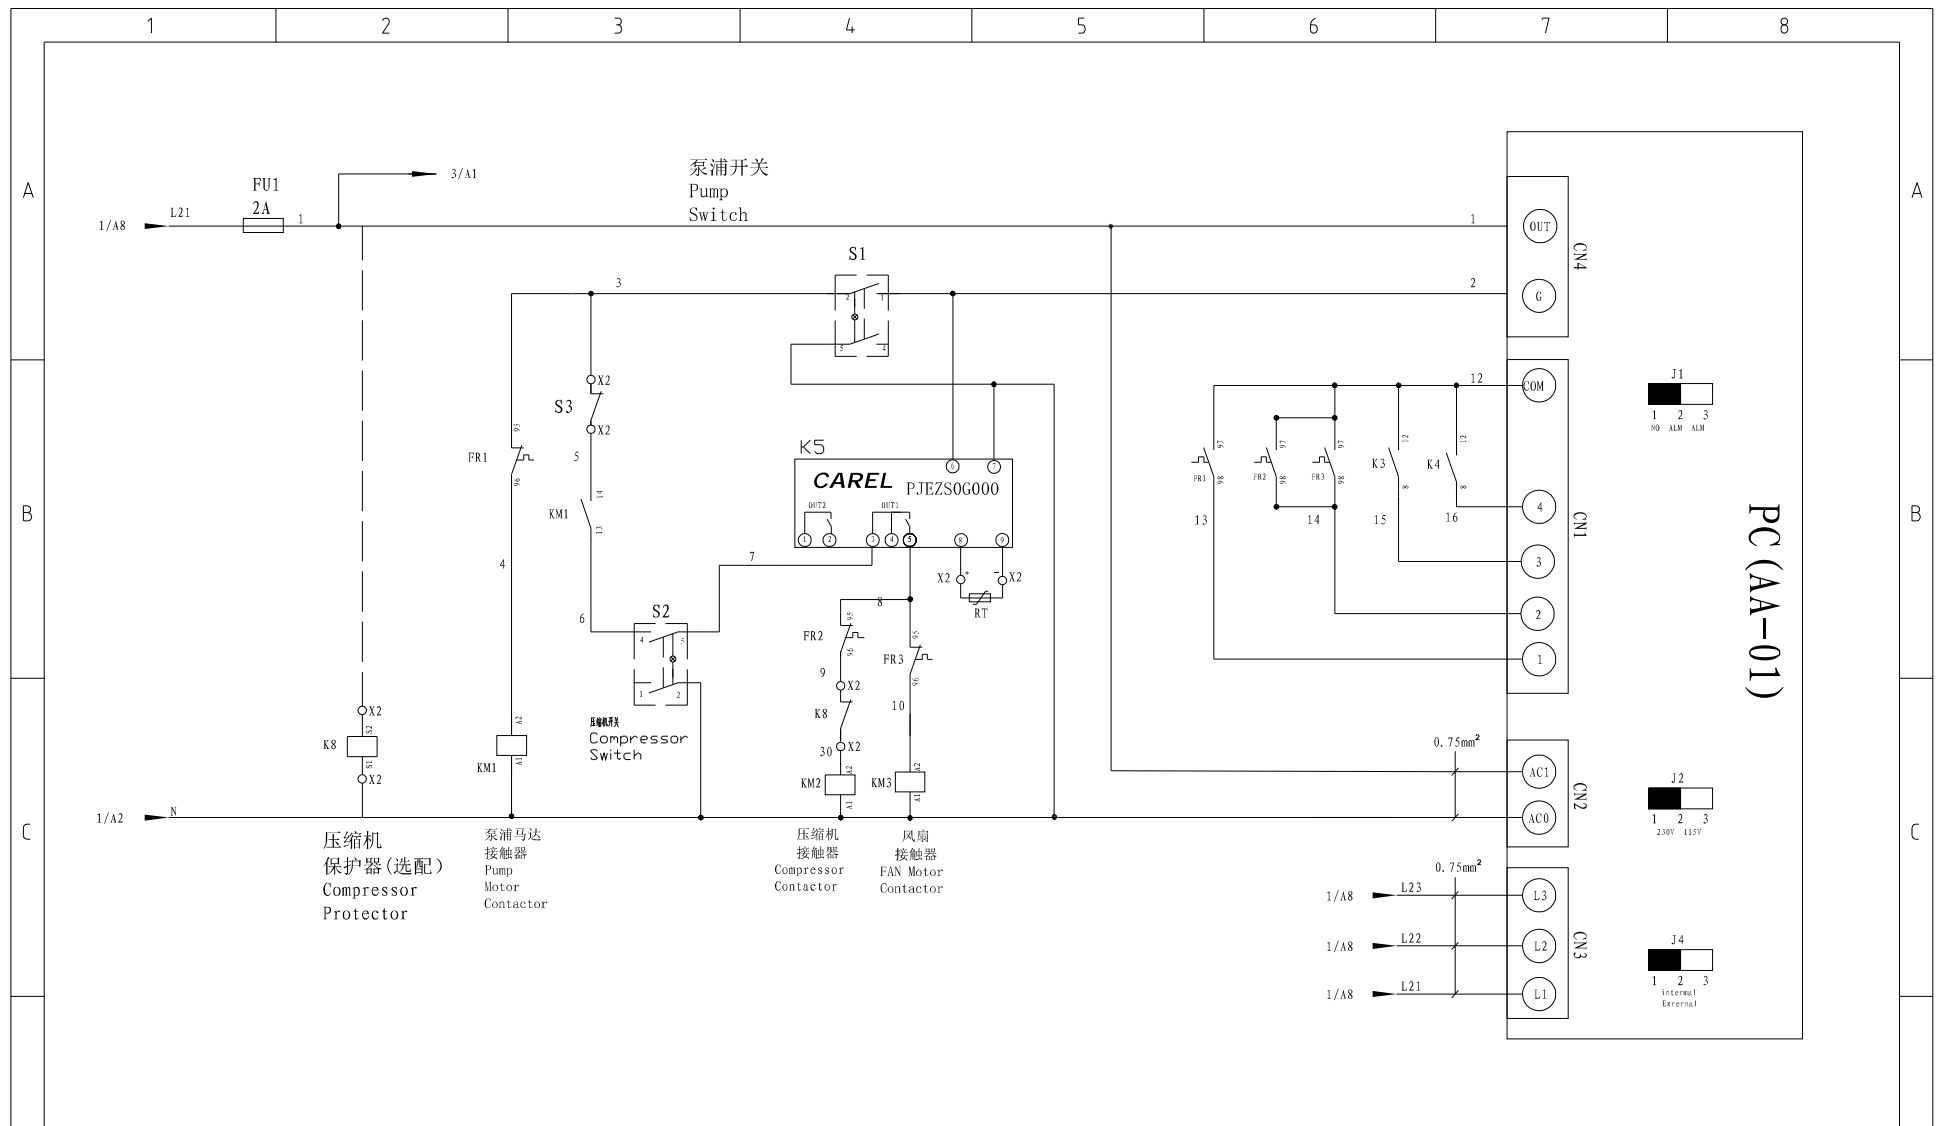 1 2 3 4 5 6 7 8
A
A
B
B
C
C
1/A8
L21
FU1
2A
1
3/A1
泵浦开关
Pump
Switch
S1
2
1
5
4
3
1
2
OUT
G
CN4
X2
S3
X2
5
14
KM1
13
6
95
FR1
96
4
K5
CAREL
PJEZS0G000
OUT2
OUT1
6
7
1
2
3
4
5
8
9
7
X2
+
-
X2
RT
S2
4
5
1
2
压缩机开关
Compressor
Switch
8
95
FR2
96
9
X2
K8
30
X2
A2
KM2
A1
95
FR3
96
10
A2
KM3
A1
X2
S2
K8
S1
X2
A2
KM1
A1
1/A2
N
压缩机
保护器(选配)
Compressor
Protector
泵浦马达
接触器
Pump
Motor
Contactor
压缩机
接触器
Compressor
Contactor
风扇
接触器
FAN Motor
Contactor
12
COM
97
FR1
98
97
FR2
98
97
FR3
98
12
K3
8
12
K4
8
13
14
15
16
4
3
2
1
CN1
0.75mm²
AC1
AC0
CN2
0.75mm²
1/A8
L23
L3
1/A8
L22
L2
1/A8
L21
L1
CN3
J1
1 2 3
NO ALM ALM
PC(AA-01)
J2
1 2 3
230V 115V
J4
1 2 3
internal
Exrernal